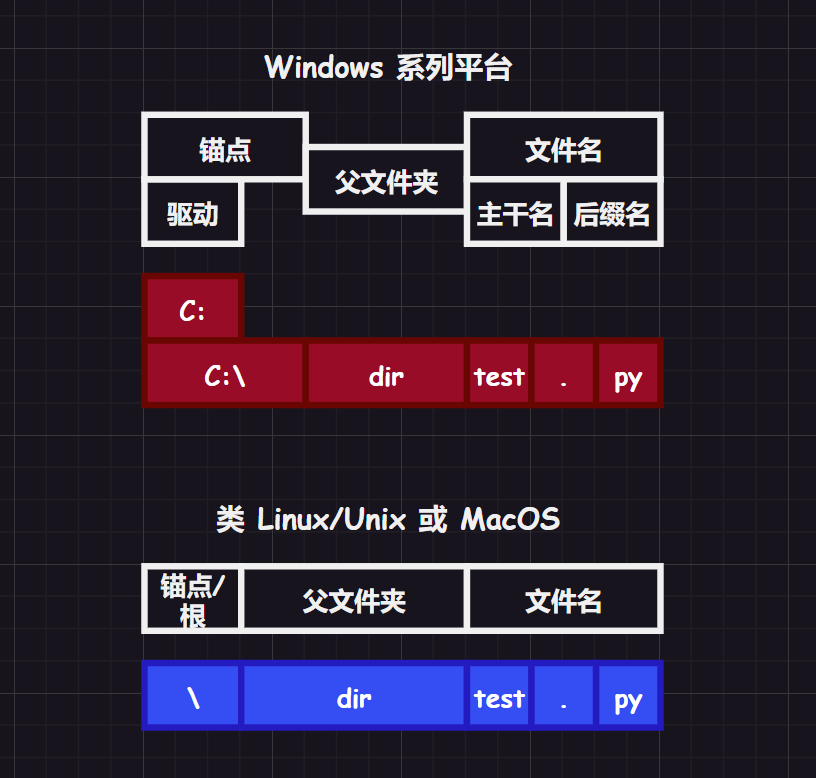 Windows 系列平台
锚点
父文件夹
文件名
驱动
主干名
后缀名
C:
C:\
dir
test
.
py
类 Linux/Unix 或 MacOS
锚点/
根
父文件夹
文件名
\
dir
test
.
py